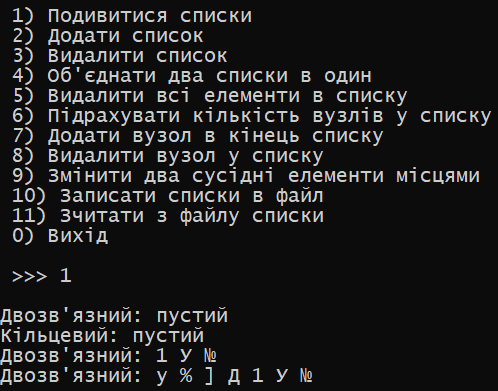 1) Подивитися списки
2) Додати список
3) Видалити список
4) Об'єднати два списки в один
5) Видалити всі елементи в списку
6) Підрахувати кількість вузлів у списку
7) Додати вузол в кінець списку
8) Видалити вузол у списку
9) Змінити два сусідні елементи місцями
10) Записати списки в файл
11) Зчитати з файлу списки
0) Вихід
>>> 1
Двозв'язний: пустий
Кільцевий: пустий
Двозв'язний: 1 У №
Двозв'язний: у % ] Д 1 У №